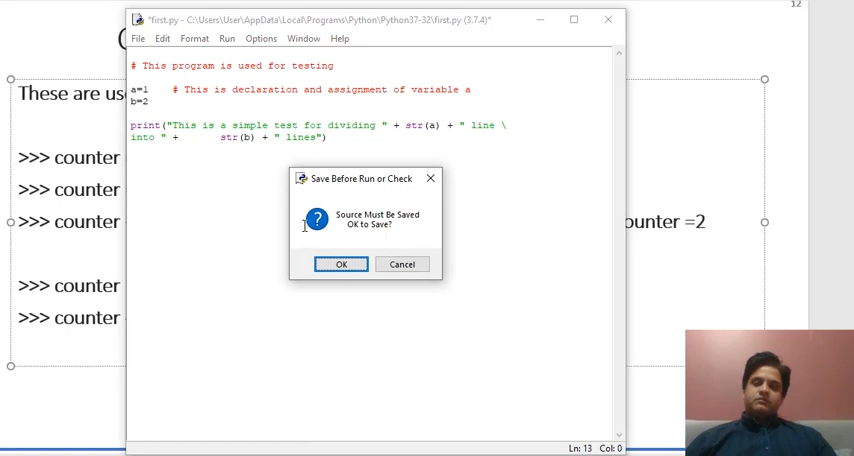 12
*first.py - C:\Users\User\AppData\Local\Programs\Python\Python37-32\first.py (3.7.4)*
File Edit Format Run Options Window Help
# This program is used for testing
a=1 # This is declaration and assignment of variable a
b=2
print("This is a simple test for dividing " + str(a) + " line \
into " + str(b) + " lines")
Save Before Run or Check
Source Must Be Saved
OK to Save?
OK Cancel
Ln: 13 Col: 0
These are
>>> counter
>>> counter
>>> counter =2
>>> counter
>>> counter